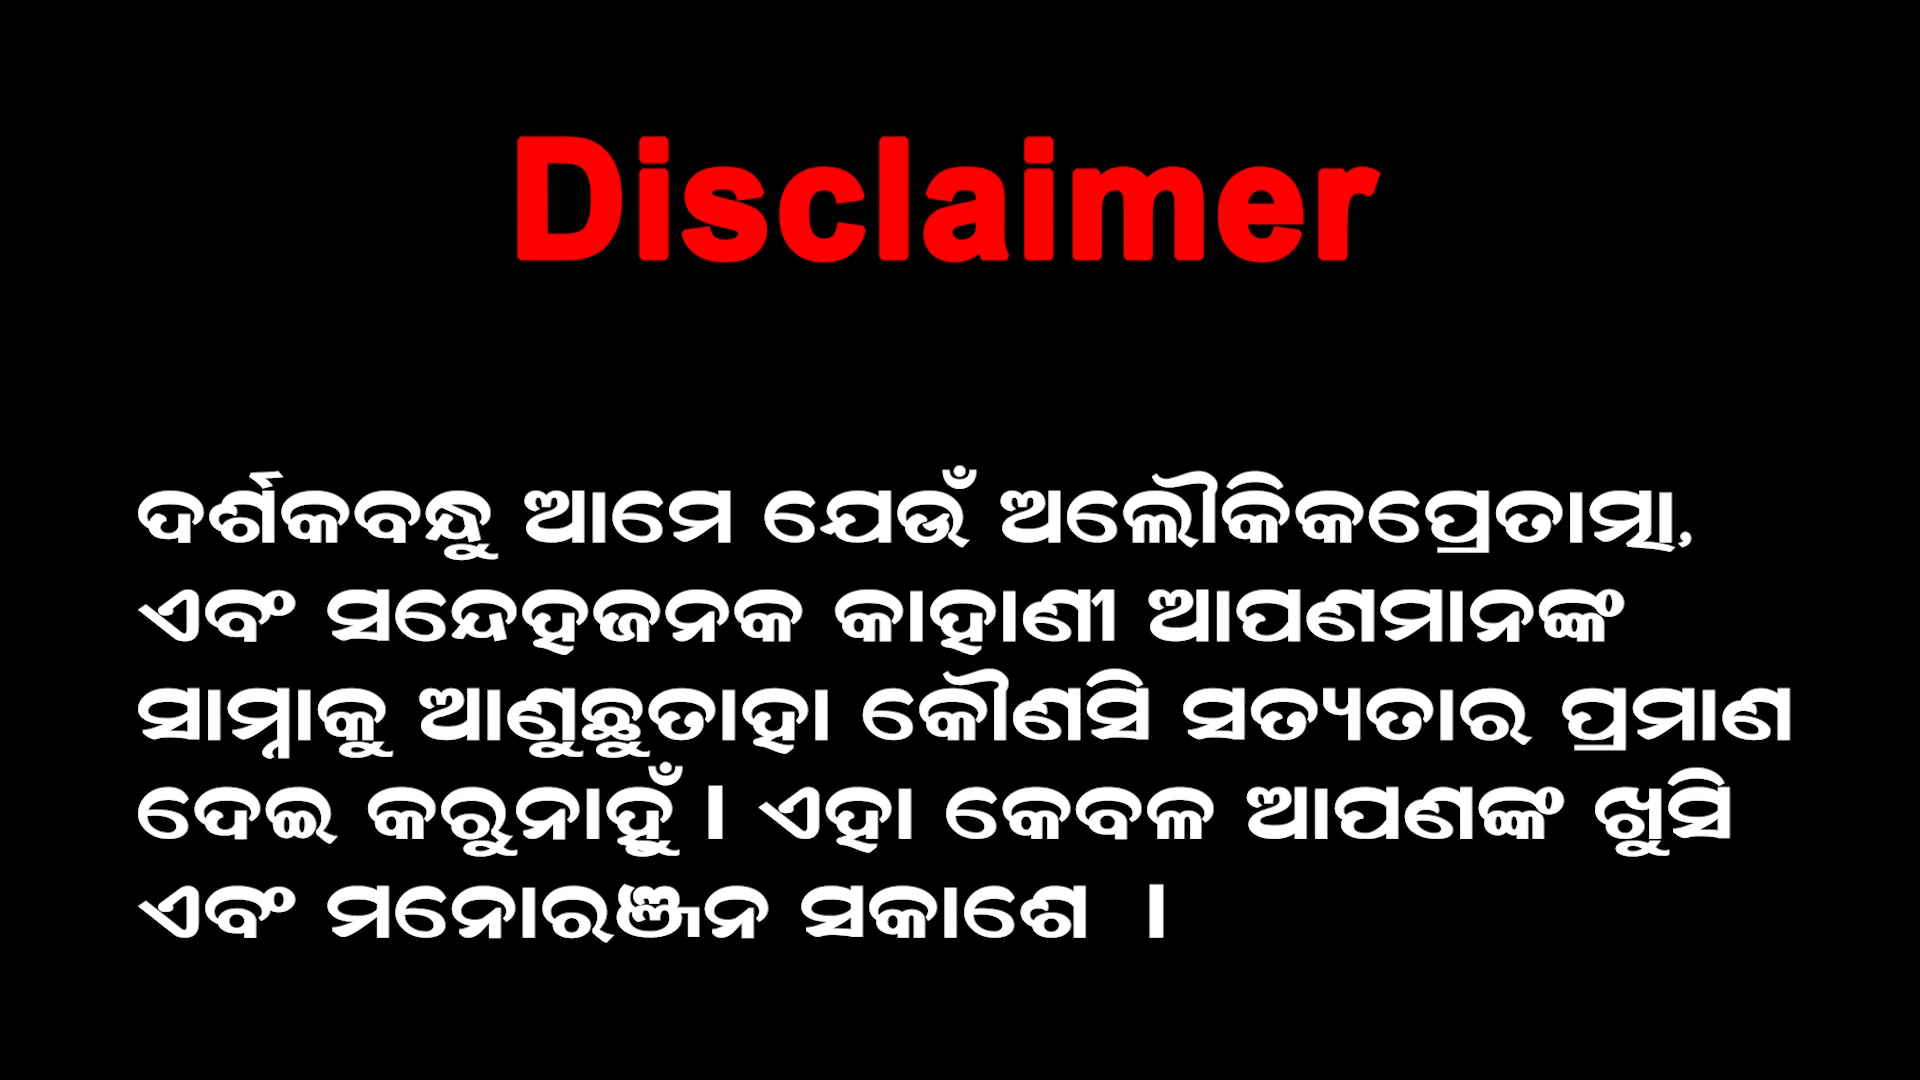 Disclaimer
ଦର୍ଶକବନ୍ଧୁ ଆମେ ଯେଉଁ ଅଲୌକିକପ୍ରେତାତ୍ମା,
ଏବଂ ସନ୍ଦେହଜନକ କାହାଣୀ ଆପଣମାନଙ୍କ
ସାମ୍ନାକୁ ଆଣୁଛୁତାହା କୌଣସି ସତ୍ୟତାର ପ୍ରମାଣ
ଦେଇ କରୁନାହୁଁ । ଏହା କେବଳ ଆପଣଙ୍କ ଖୁସି
ଏବଂ ମନୋରଞ୍ଜନ ସକାଶେ ।